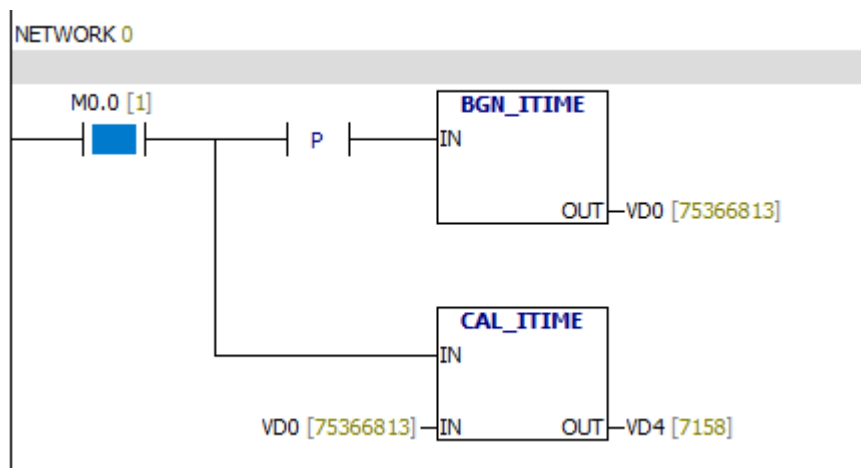 NETWORK 0
M0.0 [1]
P
BGN_ITIME
IN
OUT VD0 [75366813]
CAL_ITIME
IN
VD0 [75366813] IN OUT VD4 [7158]